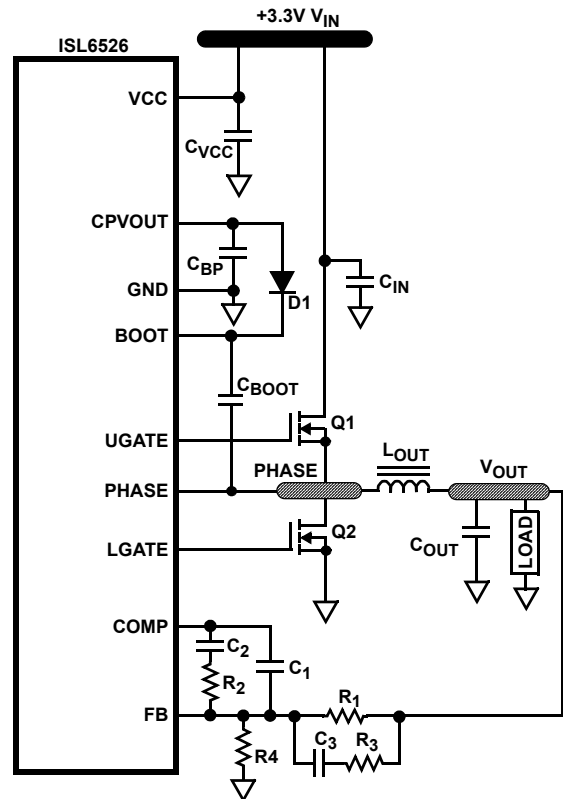 +3.3V VIN
ISL6526
VCC
CVCC
CPVOUT
CBP
GND
D1
CIN
BOOT
CBOOT
Q1
UGATE
LOUT
PHASE
PHASE
VOUT
Q2
COUT
LOAD
LGATE
COMP
C2
C1
R2
R1
FB
R4
C3
R3